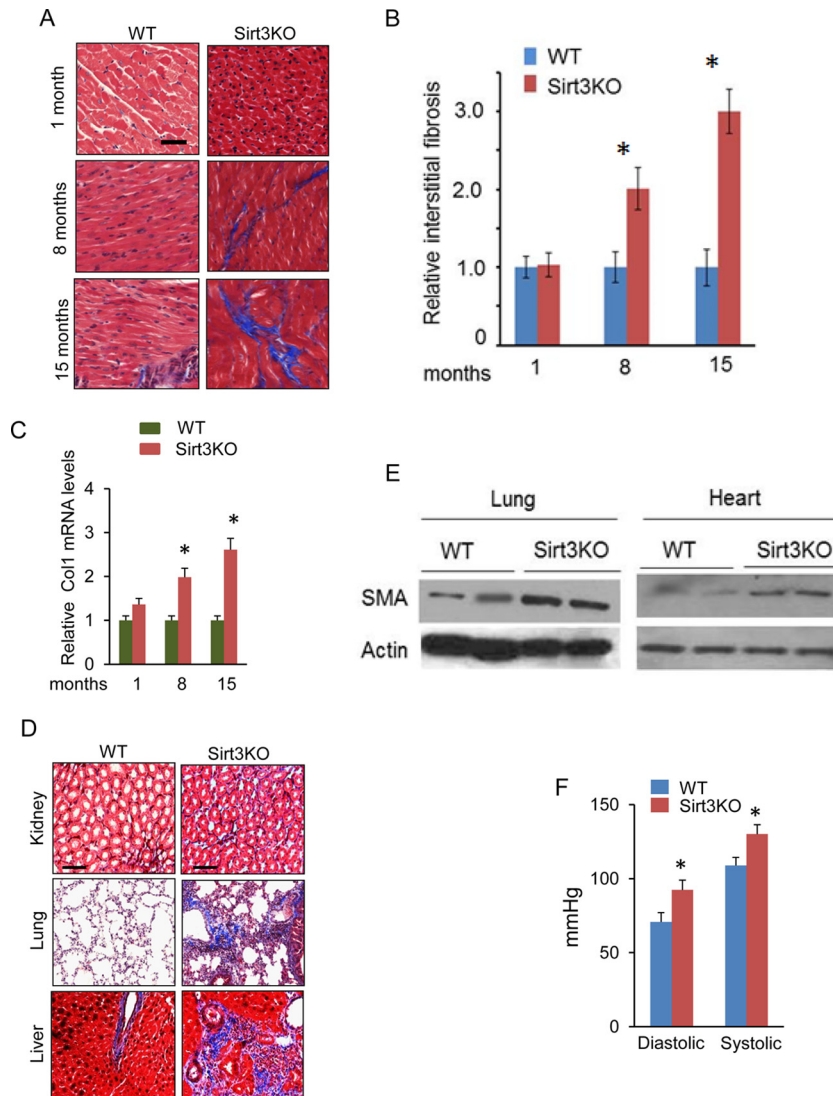 A
WT Sirt3KO
1 month
8 months
15 months
B
WT
Sirt3KO
Relative interstitial fibrosis
3.0
2.0
1.0
0
*
*
months 1 8 15
C
WT
Sirt3KO
Relative Col1 mRNA levels
4
3
2
1
0
*
*
months 1 8 15
D
WT Sirt3KO
Kidney
Lung
Liver
E
Lung Heart
WT Sirt3KO WT Sirt3KO
SMA
Actin
F
WT
Sirt3KO
mmHg
150
100
50
0
*
*
Diastolic Systolic